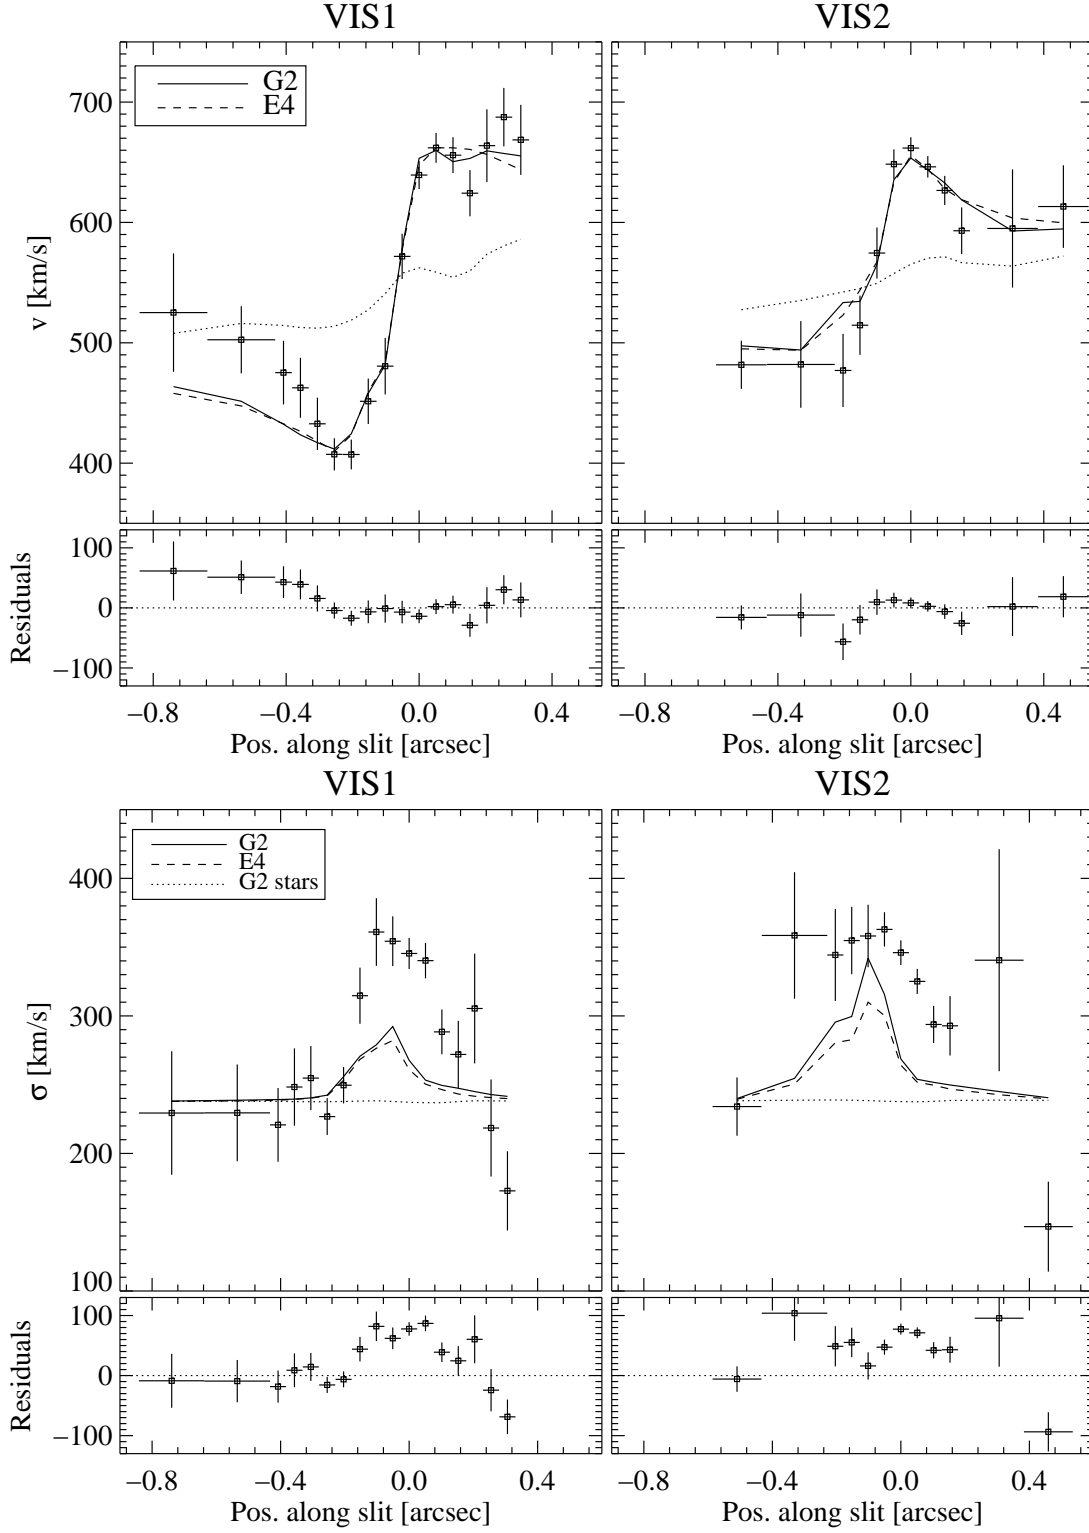 VIS1 VIS2
G2
E4
700
600
500
400
v [km/s]
100
0
−100
Residuals
−0.8 −0.4 0.0 0.4 −0.8 −0.4 0.0 0.4
Pos. along slit [arcsec] Pos. along slit [arcsec]
VIS1 VIS2
G2
E4
G2 stars
400
300
200
100
σ [km/s]
100
0
−100
Residuals
−0.8 −0.4 0.0 0.4 −0.8 −0.4 0.0 0.4
Pos. along slit [arcsec] Pos. along slit [arcsec]